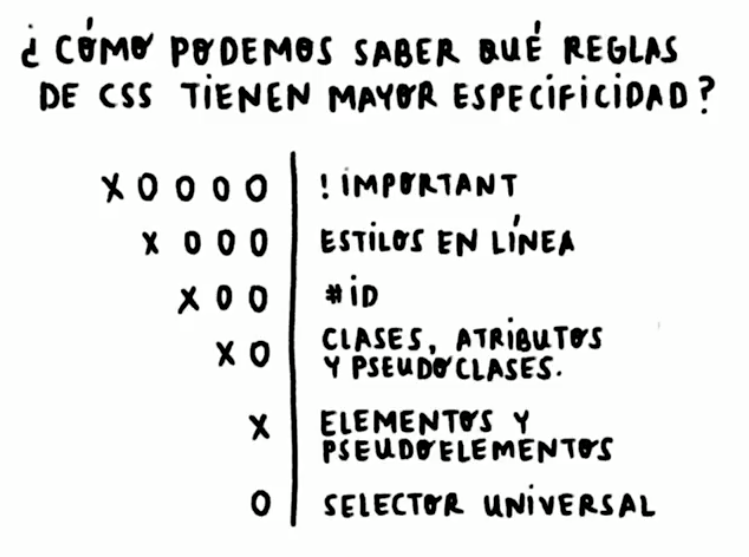 ¿CÓMO PODEMOS SABER QUÉ REGLAS
DE CSS TIENEN MAYOR ESPECIFICIDAD?
X0000 !IMPORTANT
X000 ESTILOS EN LÍNEA
X00 #ID
X0 CLASES, ATRIBUTOS
Y PSEUDOCLASES.
X ELEMENTOS Y
PSEUDOELEMENTOS
0 SELECTOR UNIVERSAL